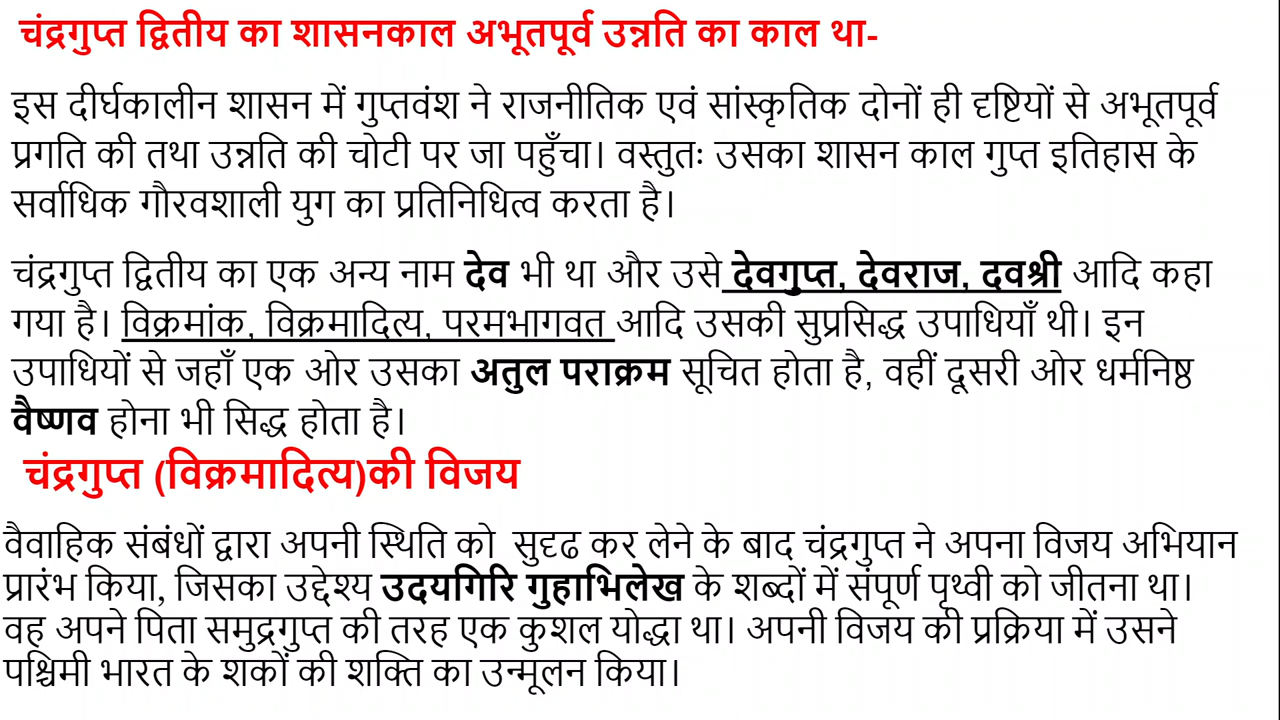 चंद्रगुप्त द्वितीय का शासनकाल अभूतपूर्व उन्नति का काल था-
इस दीर्घकालीन शासन में गुप्तवंश ने राजनीतिक एवं सांस्कृतिक दोनों ही दृष्टियों से अभूतपूर्व
प्रगति की तथा उन्नति की चोटी पर जा पहुँचा। वस्तुतः उसका शासन काल गुप्त इतिहास के
सर्वाधिक गौरवशाली युग का प्रतिनिधित्व करता है।
चंद्रगुप्त द्वितीय का एक अन्य नाम देव भी था और उसे देवगुप्त, देवराज, दवश्री आदि कहा
गया है। विक्रमांक, विक्रमादित्य, परमभागवत आदि उसकी सुप्रसिद्ध उपाधियाँ थी। इन
उपाधियों से जहाँ एक ओर उसका अतुल पराक्रम सूचित होता है, वहीं दूसरी ओर धर्मनिष्ठ
वैष्णव होना भी सिद्ध होता है।
चंद्रगुप्त (विक्रमादित्य)की विजय
वैवाहिक संबंधों द्वारा अपनी स्थिति को सुदृढ कर लेने के बाद चंद्रगुप्त ने अपना विजय अभियान
प्रारंभ किया, जिसका उद्देश्य उदयगिरि गुहाभिलेख के शब्दों में संपूर्ण पृथ्वी को जीतना था।
वह अपने पिता समुद्रगुप्त की तरह एक कुशल योद्धा था। अपनी विजय की प्रक्रिया में उसने
पश्चिमी भारत के शकों की शक्ति का उन्मूलन किया।